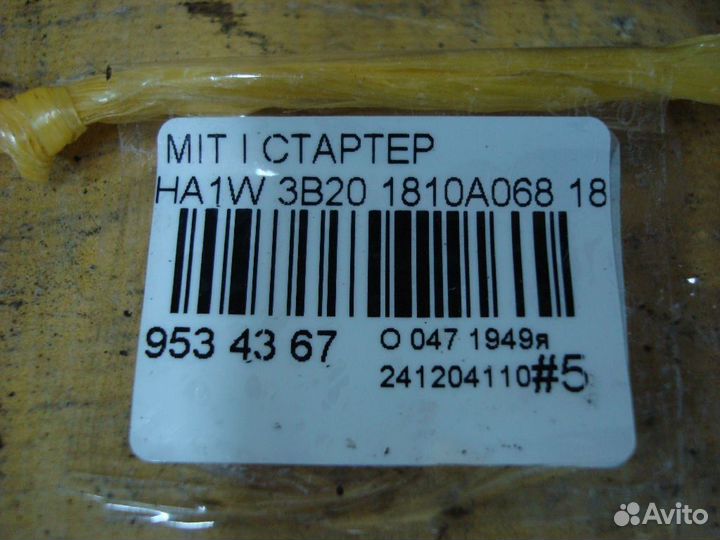 MIT I СТАРТЕР
HA1W 3B20 1810A068 18
953 43 67
О 047 1949я
241204110#5
Avito